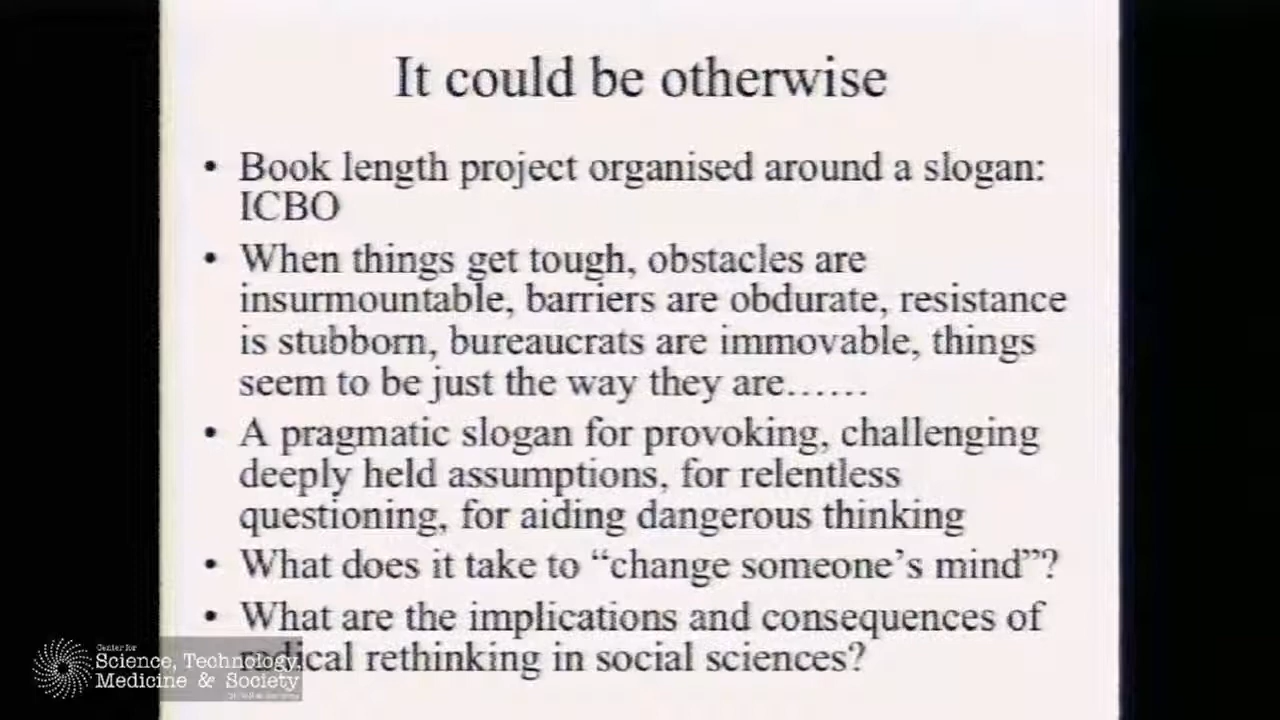 It could be otherwise
• Book length project organised around a slogan:
ICBO
• When things get tough, obstacles are
insurmountable, barriers are obdurate, resistance
is stubborn, bureaucrats are immovable, things
seem to be just the way they are……
• A pragmatic slogan for provoking, challenging
deeply held assumptions, for relentless
questioning, for aiding dangerous thinking
• What does it take to “change someone’s mind”?
• What are the implications and consequences of
radical rethinking in social sciences?
Center for
Science, Technology,
Medicine & Society